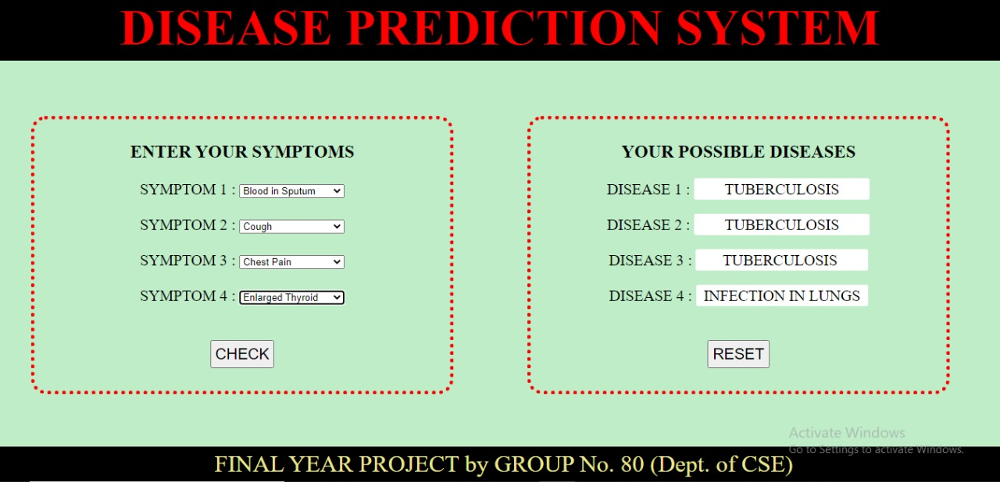 DISEASE PREDICTION SYSTEM
ENTER YOUR SYMPTOMS
SYMPTOM 1 : Blood in Sputum
SYMPTOM 2 : Cough
SYMPTOM 3 : Chest Pain
SYMPTOM 4 : Enlarged Thyroid
CHECK
YOUR POSSIBLE DISEASES
DISEASE 1 : TUBERCULOSIS
DISEASE 2 : TUBERCULOSIS
DISEASE 3 : TUBERCULOSIS
DISEASE 4 : INFECTION IN LUNGS
RESET
Activate Windows
Go to Settings to activate Windows.
FINAL YEAR PROJECT by GROUP No. 80 (Dept. of CSE)